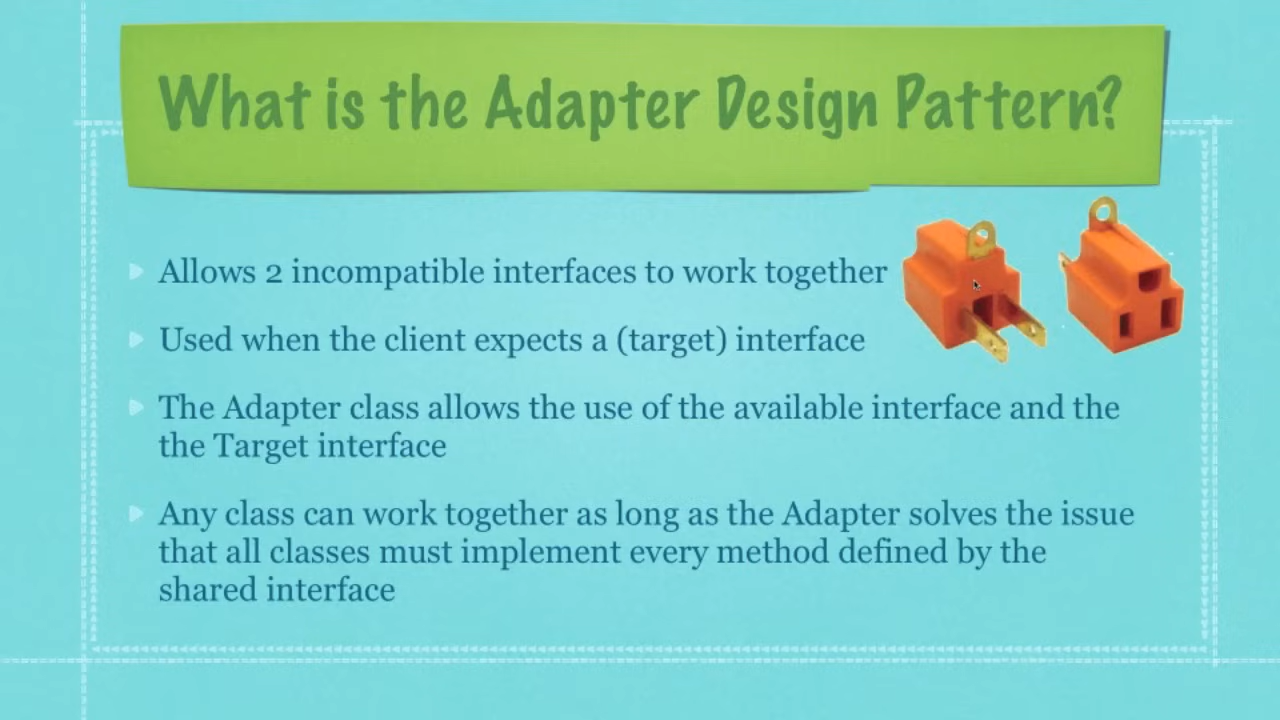 What is the Adapter Design Pattern?
Allows 2 incompatible interfaces to work together
Used when the client expects a (target) interface
The Adapter class allows the use of the available interface and the
the Target interface
Any class can work together as long as the Adapter solves the issue
that all classes must implement every method defined by the
shared interface